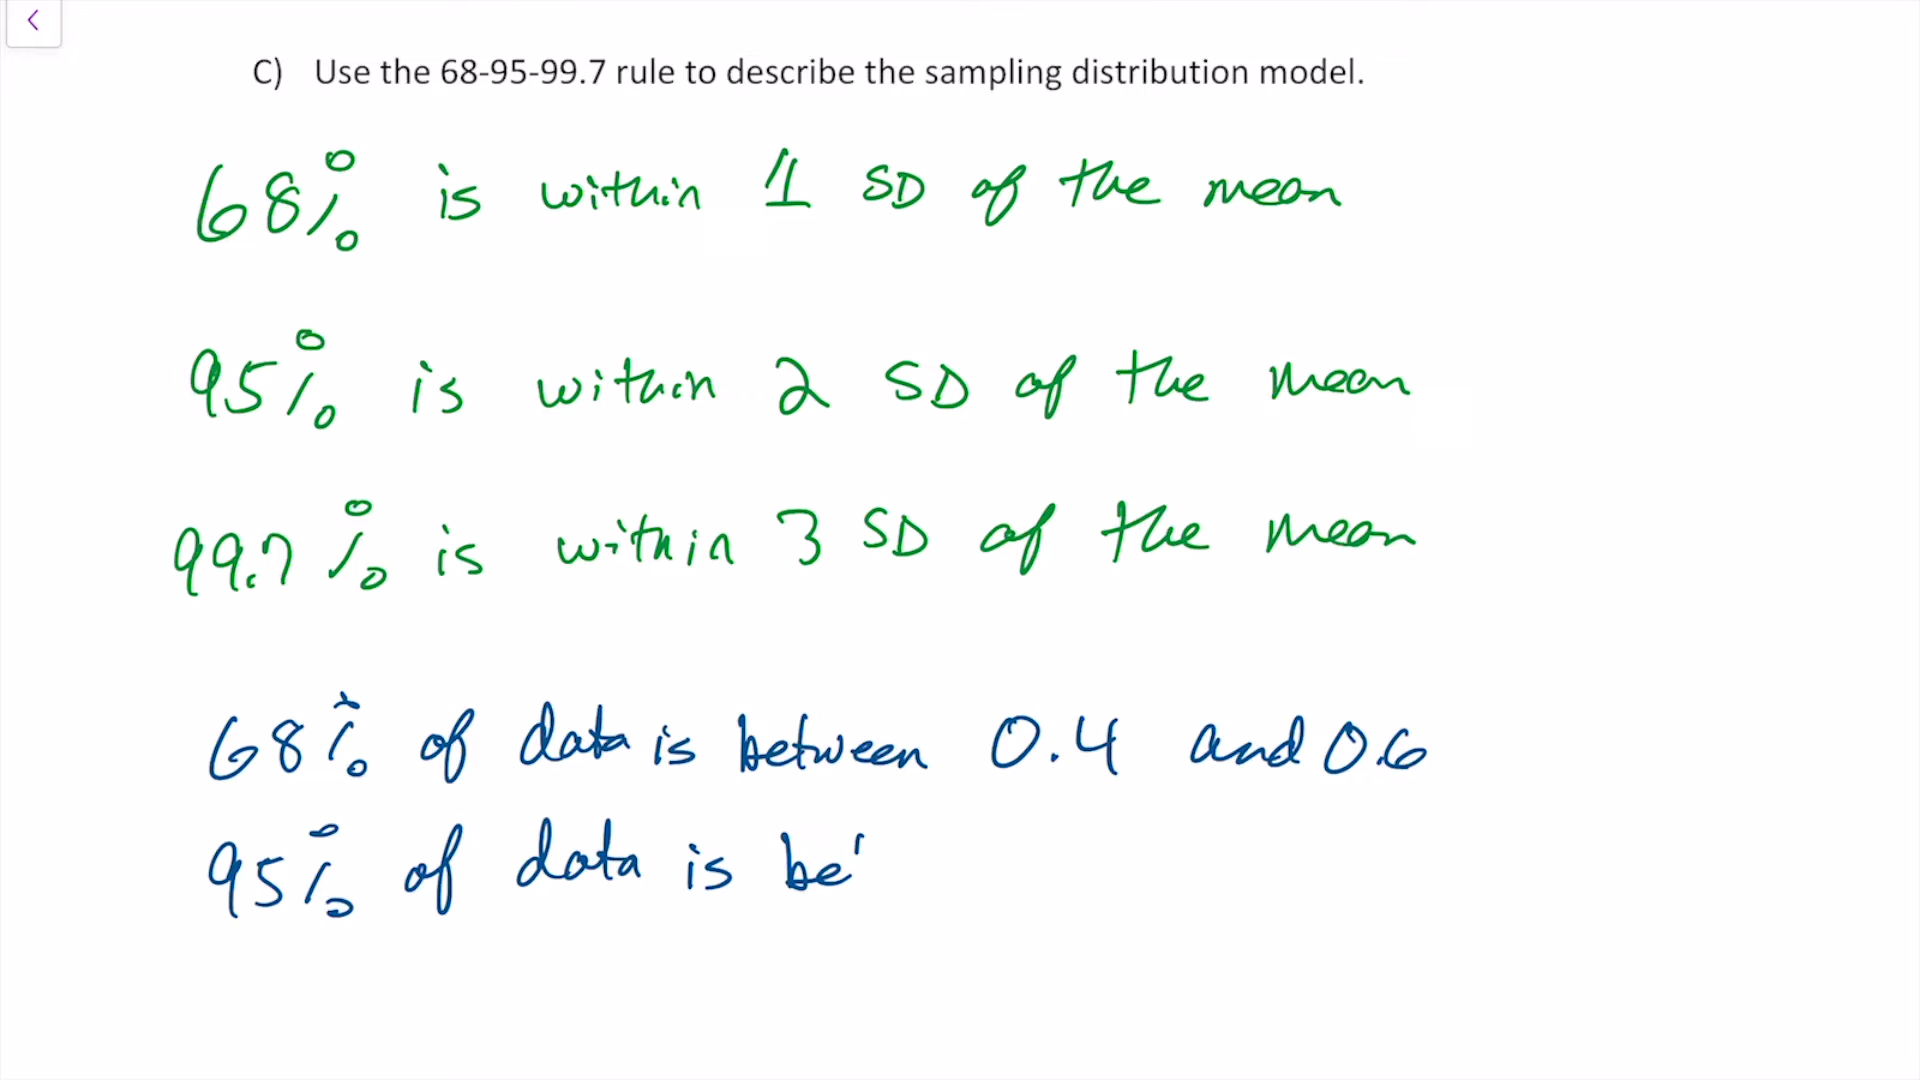 C) Use the 68-95-99.7 rule to describe the sampling distribution model.
68% is within 1 SD of the mean
95% is within 2 SD of the mean
99.7% is within 3 SD of the mean
68% of data is between 0.4 and 0.6
95% of data is be'